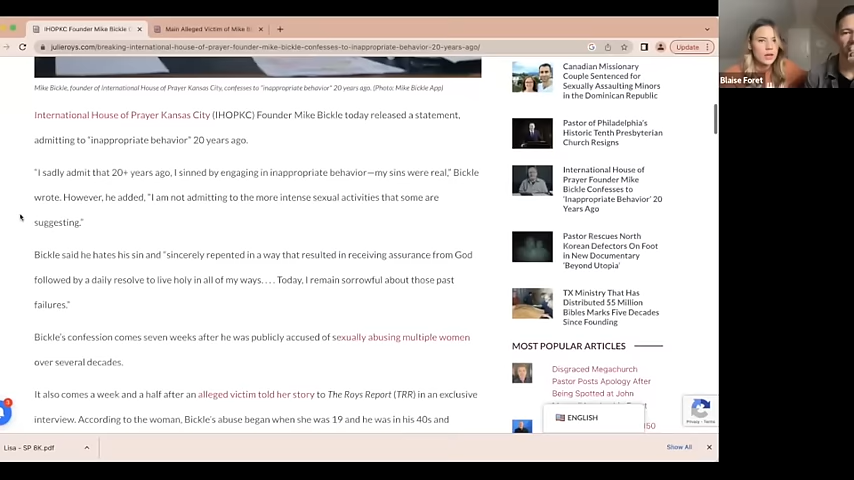 IHOPKC Founder Mike Bickle C
Main Alleged Victim of Mike B
julieroys.com/breaking-international-house-of-prayer-founder-mike-bickle-confesses-to-inappropriate-behavior-20-years-ago/
Update
Blaise Foret
Mike Bickle, founder of International House of Prayer Kansas City, confesses to "inappropriate behavior" 20 years ago. (Photo: Mike Bickle App)
International House of Prayer Kansas City (IHOPKC) Founder Mike Bickle today released a statement,
admitting to "inappropriate behavior" 20 years ago.
"I sadly admit that 20+ years ago, I sinned by engaging in inappropriate behavior—my sins were real," Bickle
wrote. However, he added, "I am not admitting to the more intense sexual activities that some are
suggesting."
Bickle said he hates his sin and "sincerely repented in a way that resulted in receiving assurance from God
followed by a daily resolve to live holy in all of my ways. . . . Today, I remain sorrowful about those past
failures."
Bickle's confession comes seven weeks after he was publicly accused of sexually abusing multiple women
over several decades.
It also comes a week and a half after an alleged victim told her story to The Roys Report (TRR) in an exclusive
interview. According to the woman, Bickle's abuse began when she was 19 and he was in his 40s and
Canadian Missionary
Couple Sentenced for
Sexually Assaulting Minors
in the Dominican Republic
Pastor of Philadelphia's
Historic Tenth Presbyterian
Church Resigns
International House of
Prayer Founder Mike
Bickle Confesses to
'Inappropriate Behavior' 20
Years Ago
Pastor Rescues North
Korean Defectors On Foot
in New Documentary
'Beyond Utopia'
TX Ministry That Has
Distributed 55 Million
Bibles Marks Five Decades
Since Founding
MOST POPULAR ARTICLES
Disgraced Megachurch
Pastor Posts Apology After
Being Spotted at John
ENGLISH
Privacy - Terms
Lisa - SP BK.pdf
Show All